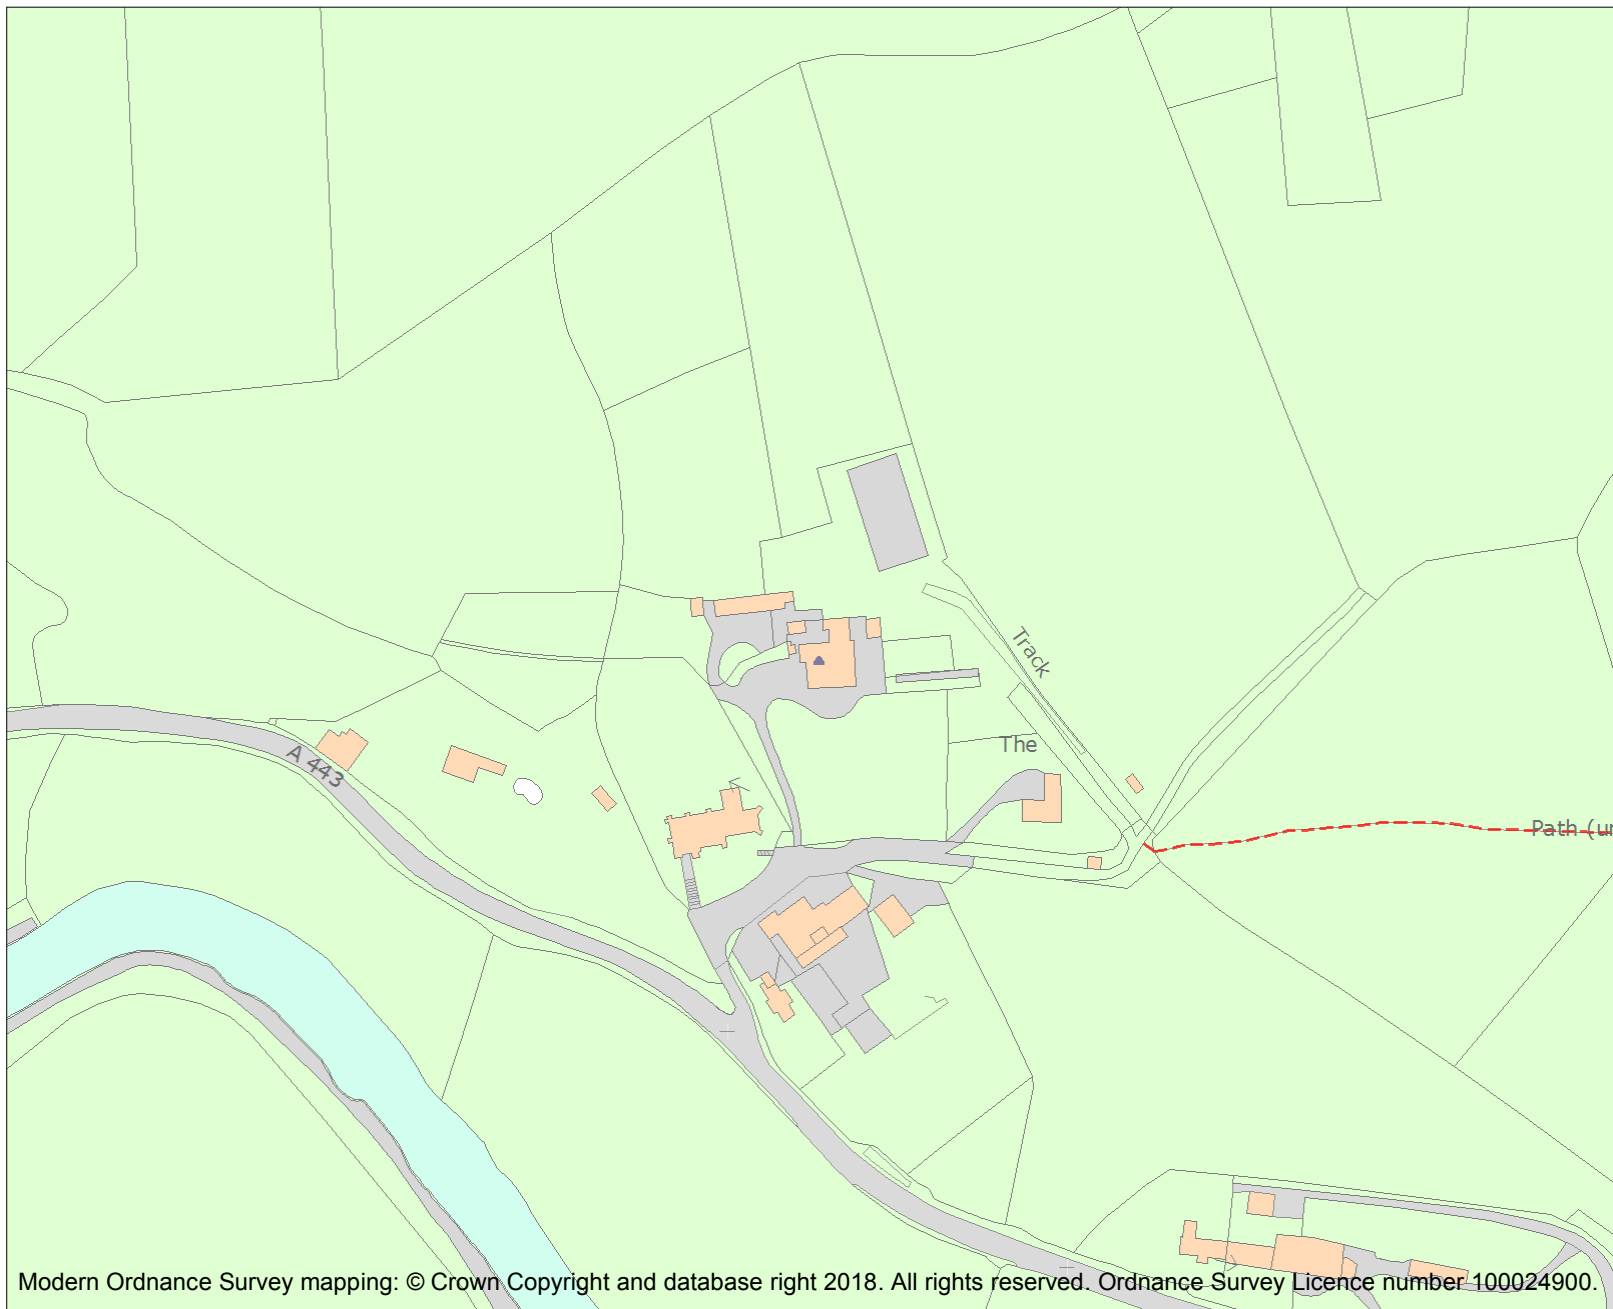 Track
The
A 443
Path (un
Modern Ordnance Survey mapping: © Crown Copyright and database right 2018. All rights reserved. Ordnance Survey Licence number 100024900.